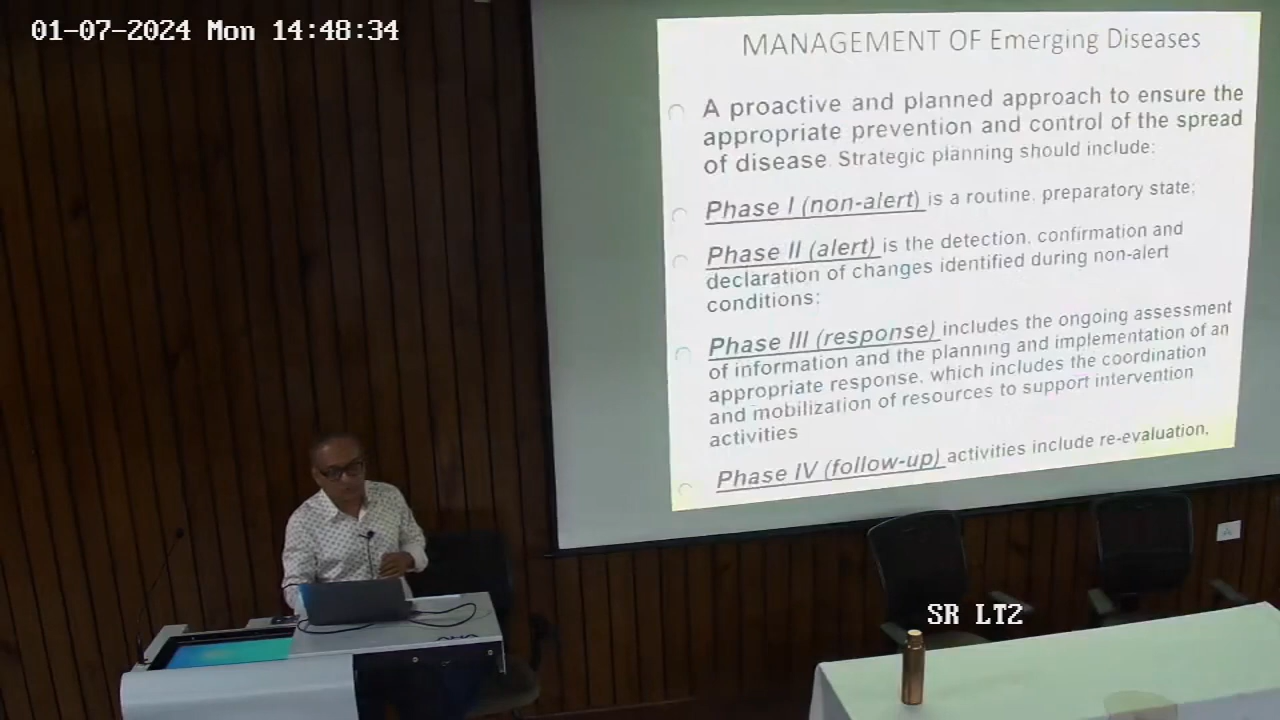 01-07-2024 Mon 14:48:34
MANAGEMENT OF Emerging Diseases
A proactive and planned approach to ensure the
appropriate prevention and control of the spread
of disease. Strategic planning should include:
Phase I (non-alert) is a routine, preparatory state;
Phase II (alert) is the detection, confirmation and
declaration of changes identified during non-alert
conditions;
Phase III (response) includes the ongoing assessment
of information and the planning and implementation of an
appropriate response, which includes the coordination
and mobilization of resources to support intervention
activities
Phase IV (follow-up) activities include re-evaluation,
SR LT2